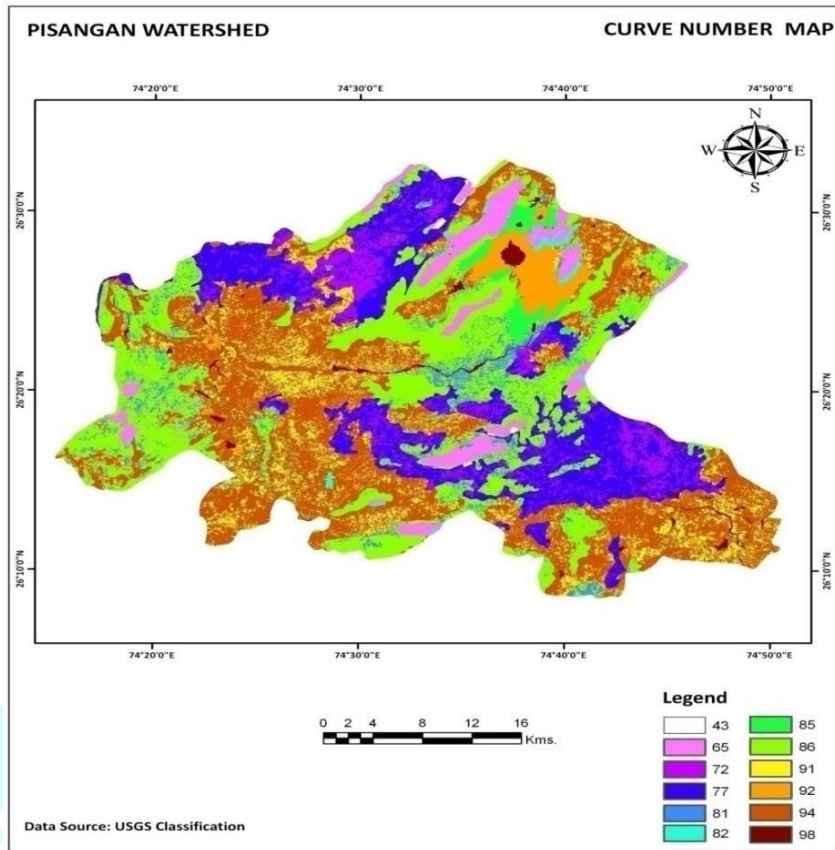 PISANGAN WATERSHED CURVE NUMBER MAP
74°20'0"E 74°30'0"E 74°40'0"E 74°50'0"E
N
W E
S
26°30'0"N 26°30'0"N
26°20'0"N 26°20'0"N
26°10'0"N 26°10'0"N
74°20'0"E 74°30'0"E 74°40'0"E 74°50'0"E
Legend
43 85
65 86
72 91
77 92
81 94
82 98
0 2 4 8 12 16
Kms.
Data Source: USGS Classification